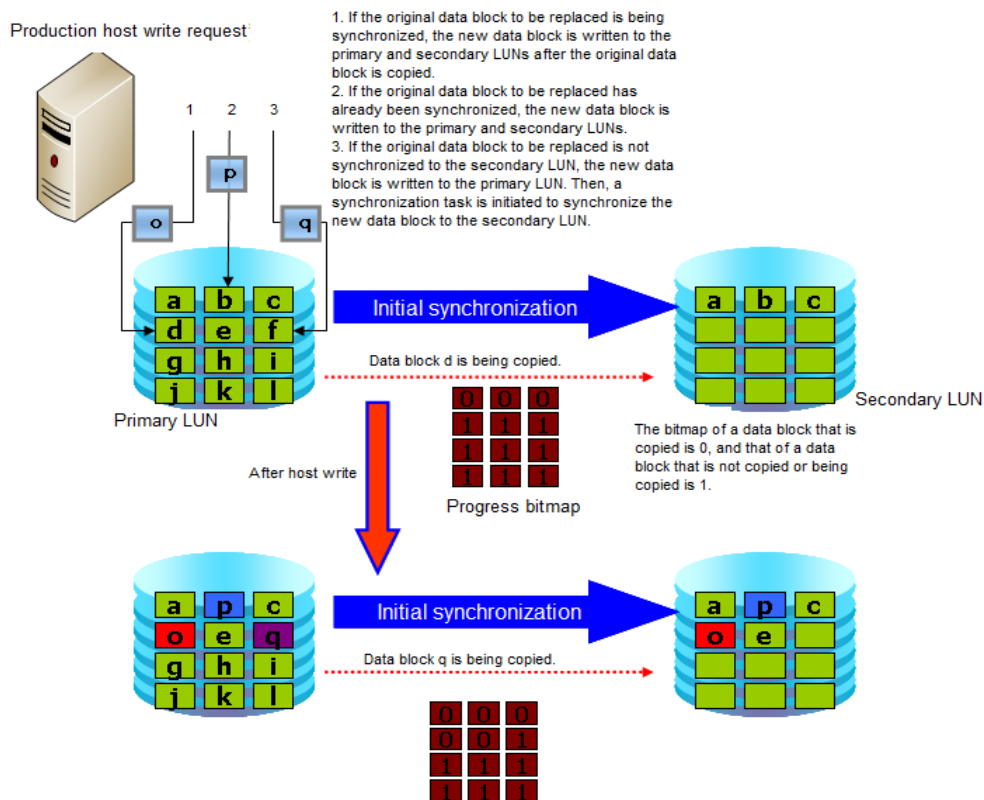 Production host write request
1. If the original data block to be replaced is being
synchronized, the new data block is written to the
primary and secondary LUNs after the original data
block is copied.
2. If the original data block to be replaced has
already been synchronized, the new data block is
written to the primary and secondary LUNs.
3. If the original data block to be replaced is not
synchronized to the secondary LUN, the new data
block is written to the primary LUN. Then, a
synchronization task is initiated to synchronize the
new data block to the secondary LUN.
1 2 3
p
o q
a b c
d e f
g h i
j k l
Primary LUN
Initial synchronization
Data block d is being copied.
a b c
Secondary LUN
0 0 0
1 1 1
1 1 1
1 1 1
Progress bitmap
The bitmap of a data block that is
copied is 0, and that of a data
block that is not copied or being
copied is 1.
After host write
a p c
o e q
g h i
j k l
Initial synchronization
Data block q is being copied.
a p c
o e
0 0 0
0 0 1
1 1 1
1 1 1